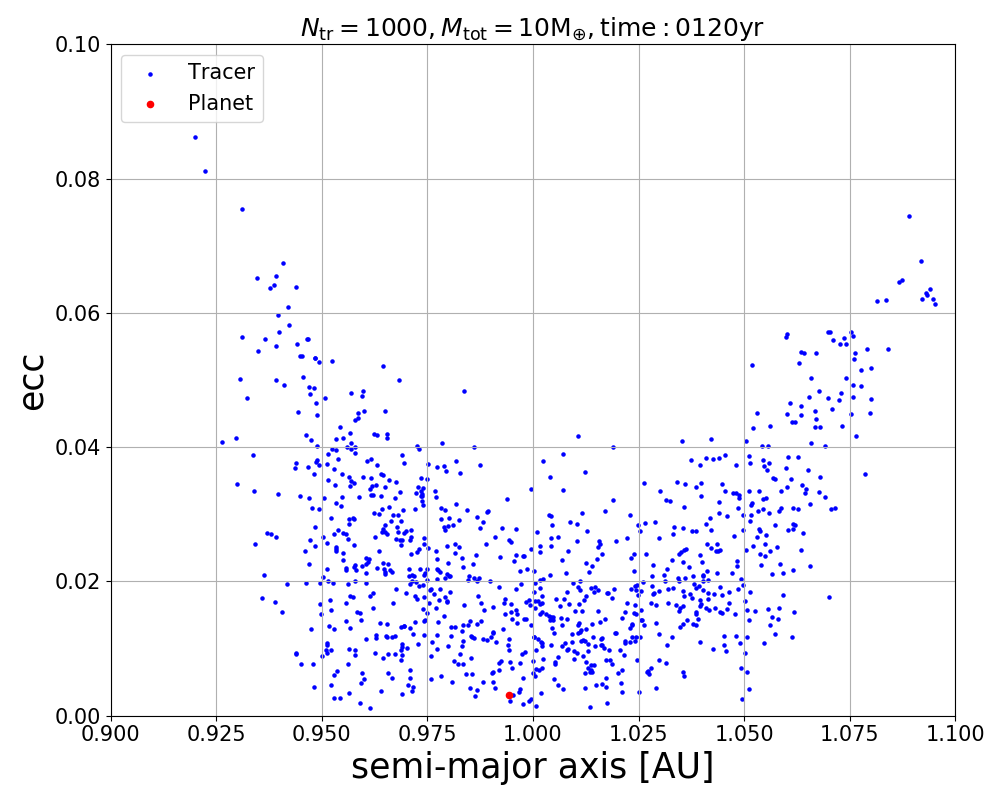 N_tr = 1000, M_tot = 10M_⊕, time : 0120yr
Tracer
Planet
0.10
0.08
0.06
0.04
0.02
0.00
ecc
0.900 0.925 0.950 0.975 1.000 1.025 1.050 1.075 1.100
semi-major axis [AU]